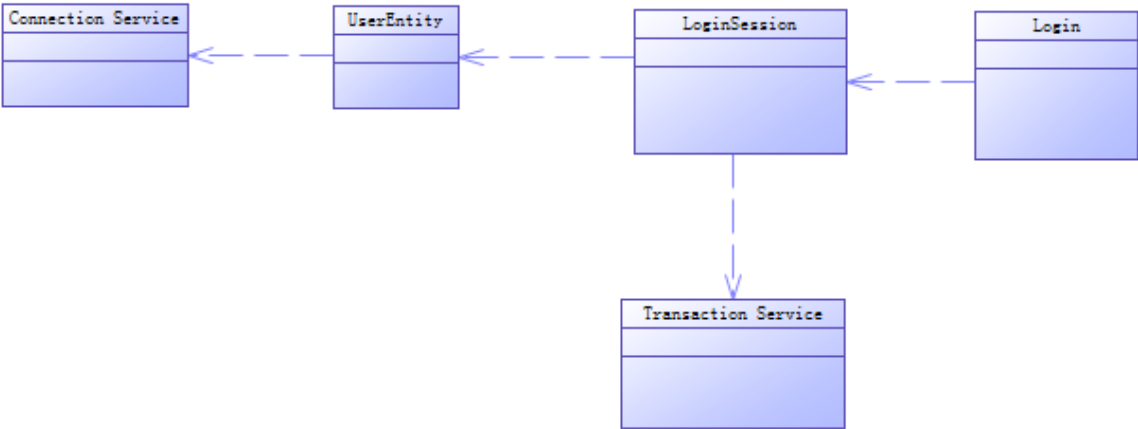 Connection Service
UserEntity
LoginSession
Login
Transaction Service